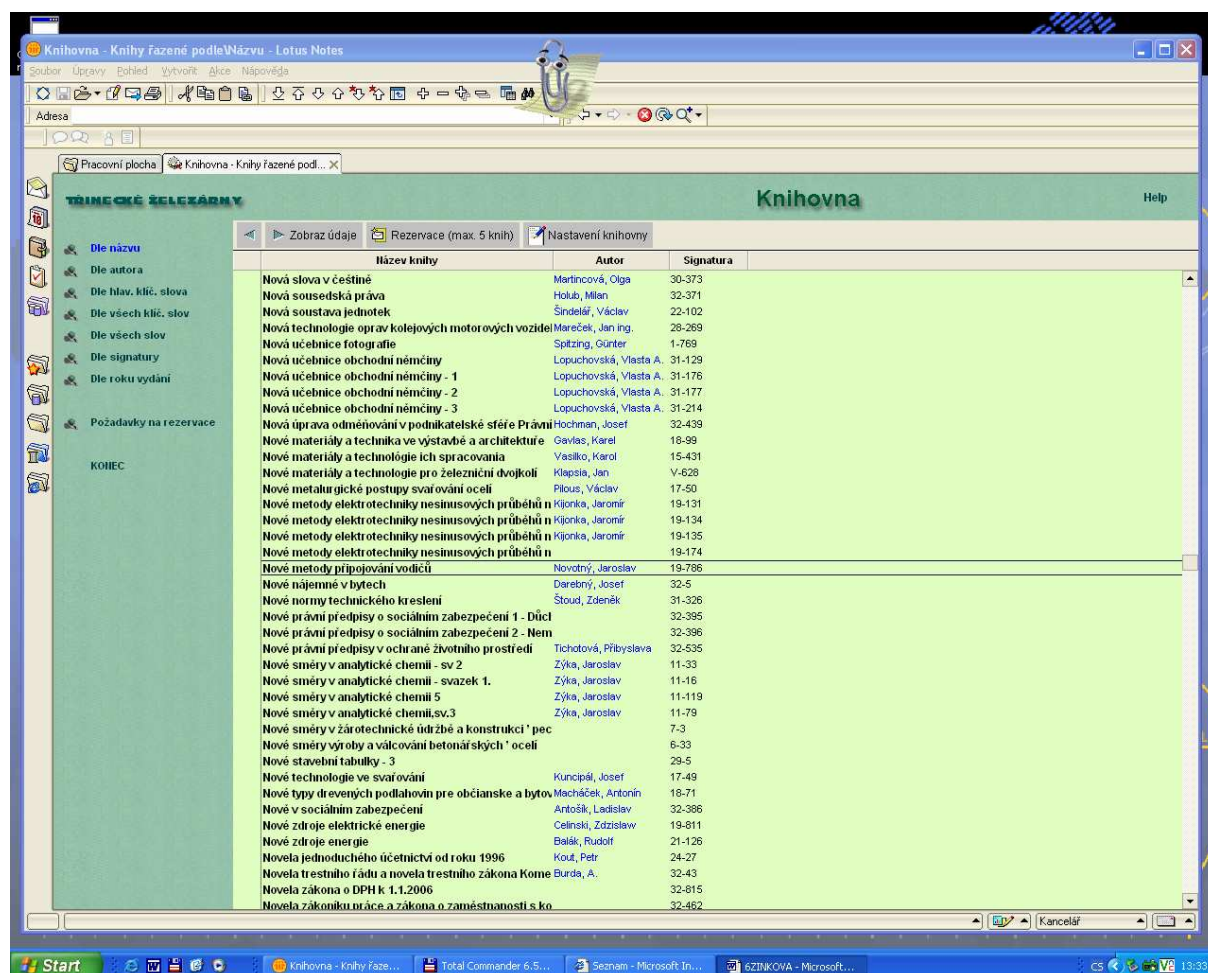 Knihovna - Knihy řazené podle\Názvu - Lotus Notes
Soubor Úpravy Pohled Vytvořit Akce Nápověda
Adresa
Pracovní plocha Knihovna - Knihy řazené podl...
TŘINECKÉ ŽELEZÁRNY Knihovna Help
Zobraz údaje Rezervace (max. 5 knih) Nastavení knihovny
Dle názvu
Dle autora
Dle hlav. klíč. slova
Dle všech klíč. slov
Dle všech slov
Dle signatury
Dle roku vydání
Požadavky na rezervace
KONEC
Název knihy Autor Signatura
Nová slova v češtině Martincová, Olga 30-373
Nová sousedská práva Holub, Milan 32-371
Nová soustava jednotek Šindelář, Václav 22-102
Nová technologie oprav kolejových motorových vozidel Mareček, Jan ing. 28-269
Nová učebnice fotografie Spitzing, Günter 1-769
Nová učebnice obchodní němčiny Lopuchovská, Vlasta A. 31-129
Nová učebnice obchodní němčiny - 1 Lopuchovská, Vlasta A. 31-176
Nová učebnice obchodní němčiny - 2 Lopuchovská, Vlasta A. 31-177
Nová učebnice obchodní němčiny - 3 Lopuchovská, Vlasta A. 31-214
Nová úprava odměňování v podnikatelské sféře Právní Hochman, Josef 32-439
Nové materiály a technika ve výstavbě a architektuře Gavlas, Karel 18-99
Nové materiály a technológie ich spracovania Vasilko, Karol 15-431
Nové materiály a technologie pro železniční dvojkolí Klapsia, Jan V-628
Nové metalurgické postupy svařování ocelí Pilous, Václav 17-50
Nové metody elektrotechniky nesinusových průběhů n Kijonka, Jaromír 19-131
Nové metody elektrotechniky nesinusových průběhů n Kijonka, Jaromír 19-134
Nové metody elektrotechniky nesinusových průběhů n Kijonka, Jaromír 19-135
Nové metody elektrotechniky nesinusových průběhů n 19-174
Nové metody připojování vodičů Novotný, Jaroslav 19-786
Nové nájemné v bytech Darebný, Josef 32-5
Nové normy technického kreslení Štoud, Zdeněk 31-326
Nové právní předpisy o sociálním zabezpečení 1 - Důcl 32-395
Nové právní předpisy o sociálním zabezpečení 2 - Nem 32-396
Nové právní předpisy v ochraně životního prostředí Tichotová, Přibyslava 32-535
Nové směry v analytické chemii - sv 2 Zýka, Jaroslav 11-33
Nové směry v analytické chemii - svazek 1. Zýka, Jaroslav 11-16
Nové směry v analytické chemii 5 Zýka, Jaroslav 11-119
Nové směry v analytické chemii,sv.3 Zýka, Jaroslav 11-79
Nové směry v žárotechnické údržbě a konstrukci ' pec 7-3
Nové směry výroby a válcování betonářských ' ocelí 6-33
Nové stavební tabulky - 3 29-5
Nové technologie ve svařování Kuncipál, Josef 17-49
Nové typy drevených podlahovín pre občianske a bytov Macháček, Antonín 18-71
Nové v sociálním zabezpečení Antošík, Ladislav 32-386
Nové zdroje elektrické energie Celinski, Zdzislaw 19-811
Nové zdroje energie Balák, Rudolf 21-126
Novela jednoduchého účetnictví od roku 1996 Kout, Petr 24-27
Novela trestního řádu a novela trestního zákona Kome Burda, A. 32-43
Novela zákona o DPH k 1.1.2006 32-815
Novela zákoníku práce a zákona o zaměstnanosti s ko 32-462
Kancelář
Start Knihovna - Knihy řaze... Total Commander 6.5... Seznam - Microsoft In... 6ZINKOVA - Microsoft... CS 13:33